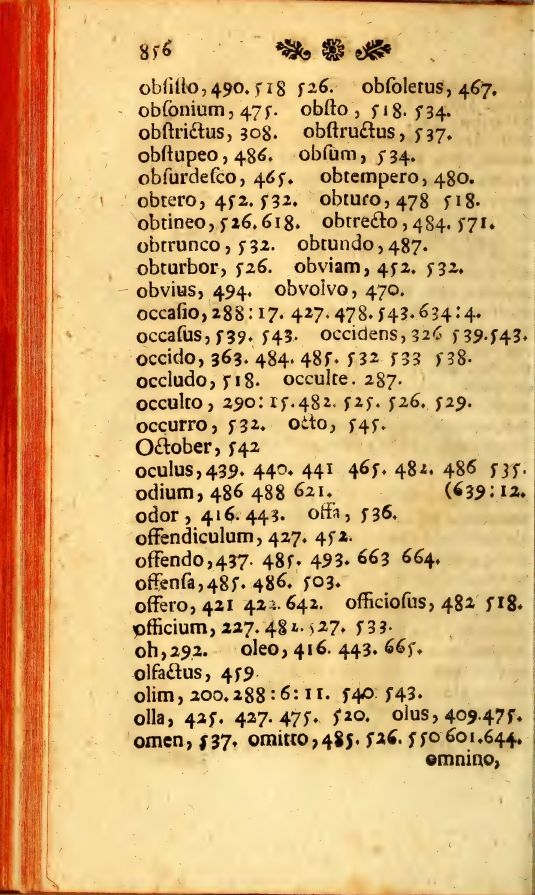 856
obſiſto, 490. 518 526. obſoletus, 467.
obſonium, 475. obſto, 518. 534.
obſtrictus, 308. obſtructus, 537.
obſtupeo, 486. obſum, 534.
obſurdeſco, 465. obtempero, 480.
obtero, 452. 532. obturo, 478 518.
obtineo, 526. 618. obtrecto, 484. 571.
obtrunco, 532. obtundo, 487.
obturbor, 526. obviam, 452. 532.
obvius, 494. obvolvo, 470.
occaſio, 288:17. 427. 478. 543. 634:4.
occaſus, 539. 543. occidens, 326 539. 543.
occido, 363. 484. 485. 532 533 538.
occludo, 518. occulte. 287.
occulto, 290:15. 482. 525. 526. 529.
occurro, 532. octo, 545.
October, 542
oculus, 439. 440. 441 465. 482. 486 535.
odium, 486 488 621. (639:12.
odor, 416. 443. offa, 536.
offendiculum, 427. 452.
offendo, 437. 485. 493. 663 664.
offenſa, 485. 486. 503.
offero, 421 422. 642. officioſus, 482 518.
officium, 227. 482. 527. 533.
oh, 292. oleo, 416. 443. 665.
olfactus, 459
olim, 200. 288:6:11. 540 543.
olla, 425. 427. 475. 520. olus, 409. 475.
omen, 537. omitto, 485. 526. 550 601. 644.
omnino,